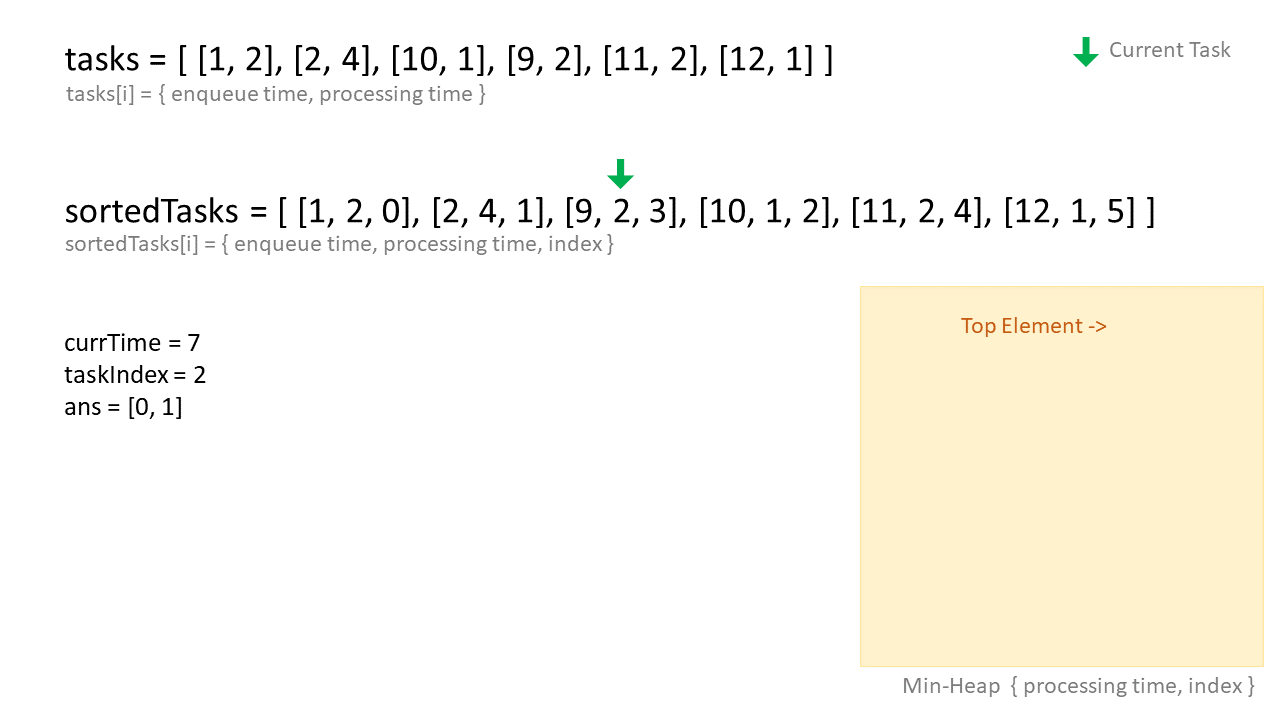 tasks = [ [1, 2], [2, 4], [10, 1], [9, 2], [11, 2], [12, 1] ]
tasks[i] = { enqueue time, processing time }
Current Task
sortedTasks = [ [1, 2, 0], [2, 4, 1], [9, 2, 3], [10, 1, 2], [11, 2, 4], [12, 1, 5] ]
sortedTasks[i] = { enqueue time, processing time, index }
currTime = 7
taskIndex = 2
ans = [0, 1]
Top Element ->
Min-Heap { processing time, index }